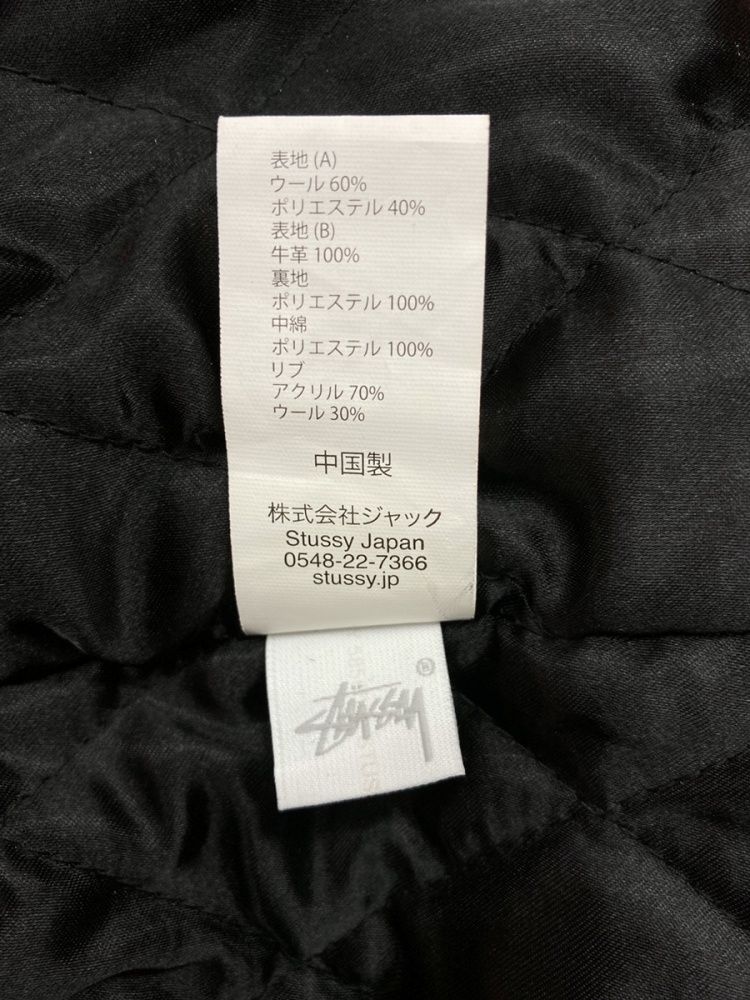 表地 (A)
ウール 60%
ポリエステル 40%
表地 (B)
牛革 100%
裏地
ポリエステル 100%
中綿
ポリエステル 100%
リブ
アクリル 70%
ウール 30%
中国製
株式会社ジャック
Stussy Japan
0548-22-7366
stussy.jp
®
STUSSY